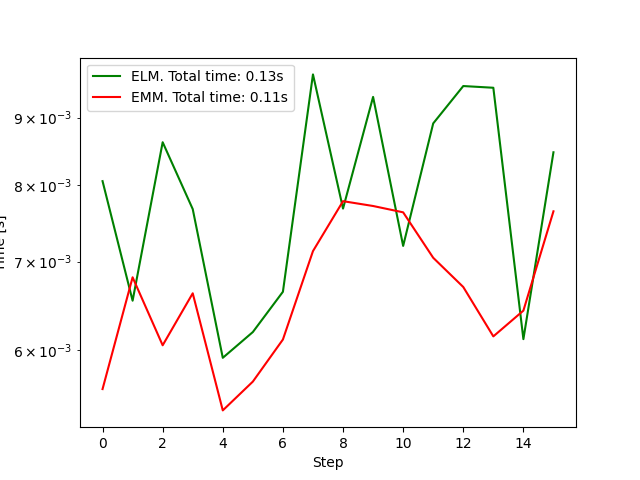 ELM. Total time: 0.13s
EMM. Total time: 0.11s
9 × 10⁻³
8 × 10⁻³
7 × 10⁻³
6 × 10⁻³
Time [s]
0 2 4 6 8 10 12 14
Step